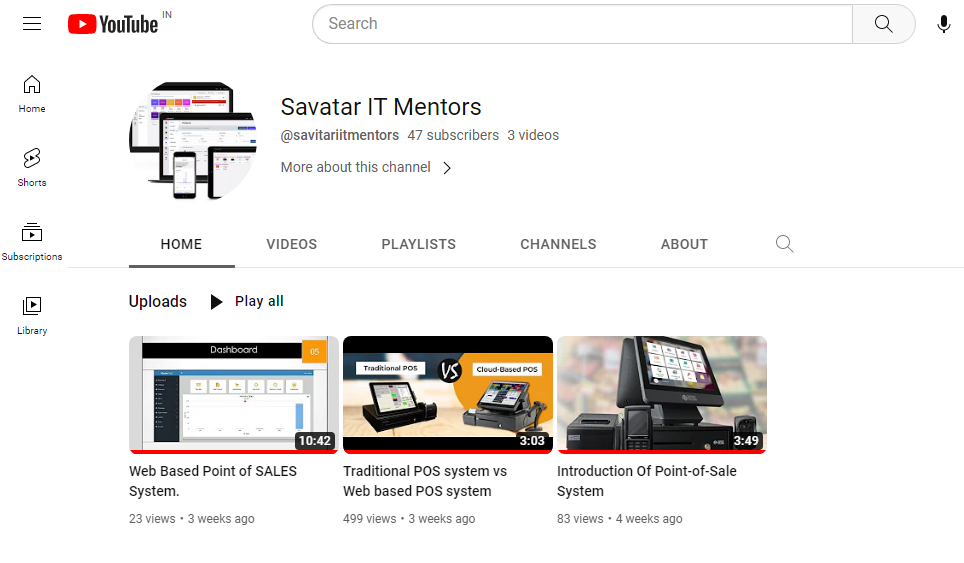 YouTube IN
Search
Home
Shorts
Subscriptions
Library
Savatar IT Mentors
@savitariitmentors 47 subscribers 3 videos
More about this channel
HOME VIDEOS PLAYLISTS CHANNELS ABOUT
Uploads Play all
Dashboard
05
10:42
Traditional POS VS Cloud-Based POS
3:03
3:49
Web Based Point of SALES
System.
23 views • 3 weeks ago
Traditional POS system vs
Web based POS system
499 views • 3 weeks ago
Introduction Of Point-of-Sale
System
83 views • 4 weeks ago